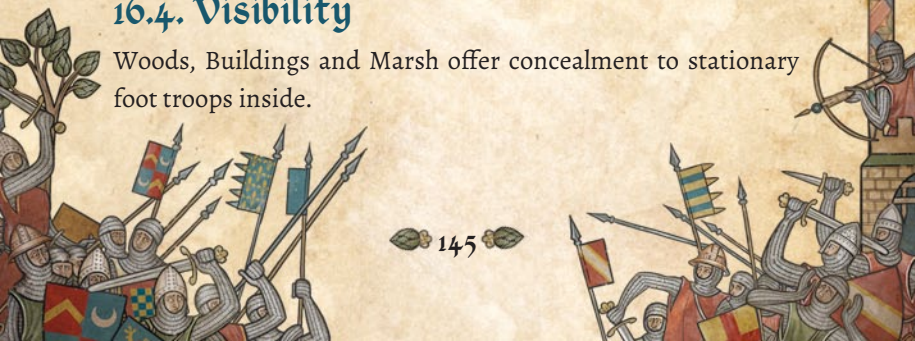 16.4. Visibility
Woods, Buildings and Marsh offer concealment to stationary
foot troops inside.
145